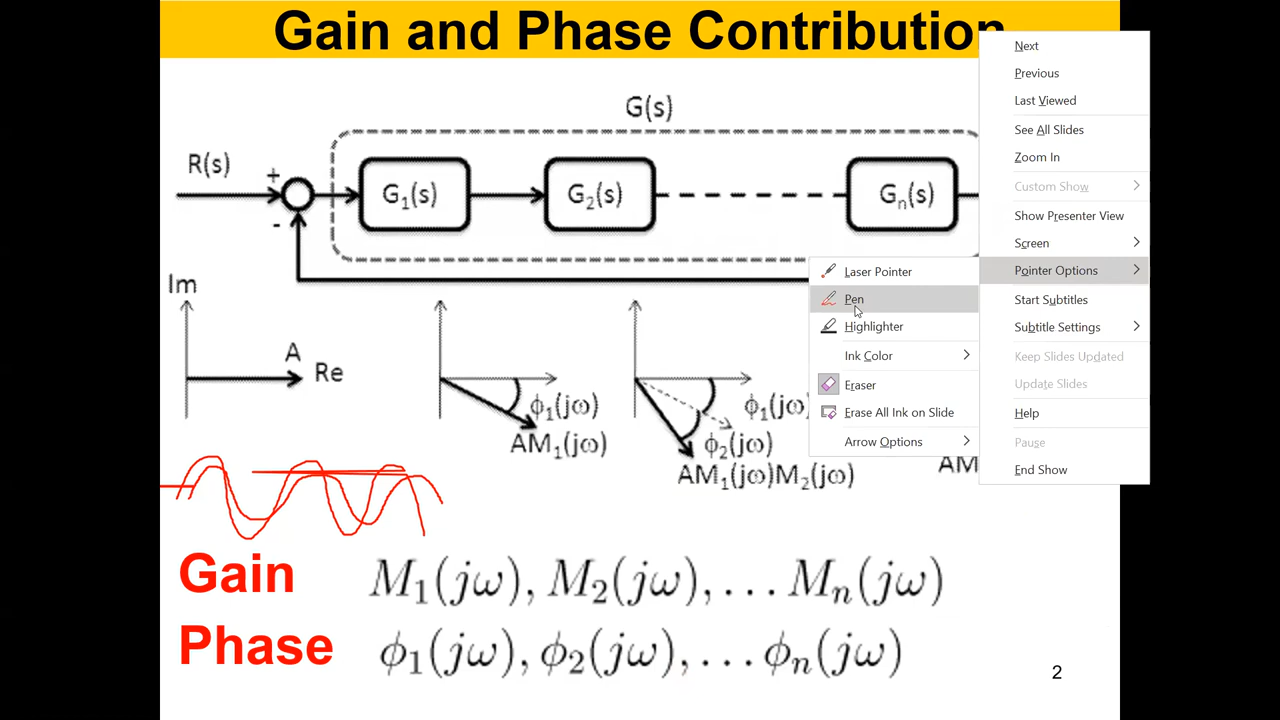 Gain and Phase Contribution
G(s)
R(s)
+
-
G₁(s)
G₂(s)
Gₙ(s)
Im
A
Re
ϕ₁(jω)
AM₁(jω)
ϕ₁(jω)
ϕ₂(jω)
AM₁(jω)M₂(jω)
AM
Gain M₁(jω), M₂(jω), . . . Mₙ(jω)
Phase ϕ₁(jω), ϕ₂(jω), . . . ϕₙ(jω)
2
Next
Previous
Last Viewed
See All Slides
Zoom In
Custom Show
Show Presenter View
Screen
Pointer Options
Start Subtitles
Subtitle Settings
Keep Slides Updated
Update Slides
Help
Pause
End Show
Laser Pointer
Pen
Highlighter
Ink Color
Eraser
Erase All Ink on Slide
Arrow Options